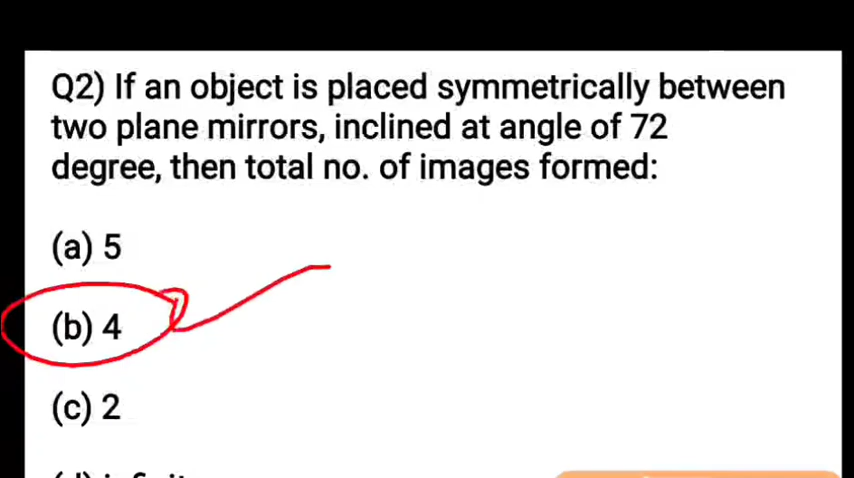 Q2) If an object is placed symmetrically between
two plane mirrors, inclined at angle of 72
degree, then total no. of images formed:
(a) 5
(b) 4
(c) 2